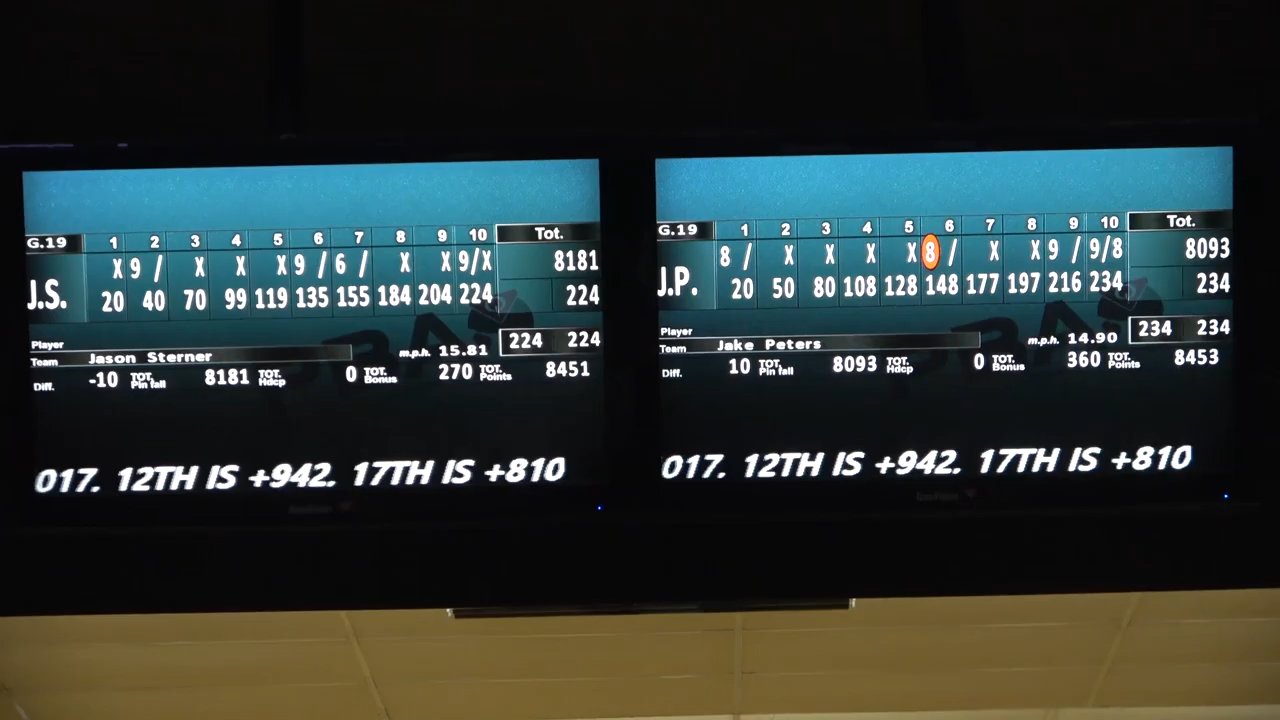 G.19 1 2 3 4 5 6 7 8 9 10 Tot.
X 9 / X X X 9 / 6 / X X 9/X 8181
J.S. 20 40 70 99 119 135 155 184 204 224 224
Player
Team Jason Sterner m.p.h. 15.81 224 224
Diff. -10 TOT. Pin fall 8181 TOT. Hdcp 0 TOT. Bonus 270 TOT. Points 8451
017. 12TH IS +942. 17TH IS +810
G.19 1 2 3 4 5 6 7 8 9 10 Tot.
8 / X X X X 8 / X X 9 / 9/8 8093
J.P. 20 50 80 108 128 148 177 197 216 234 234
Player
Team Jake Peters m.p.h. 14.90 234 234
Diff. 10 TOT. Pin fall 8093 TOT. Hdcp 0 TOT. Bonus 360 TOT. Points 8453
017. 12TH IS +942. 17TH IS +810
PBA